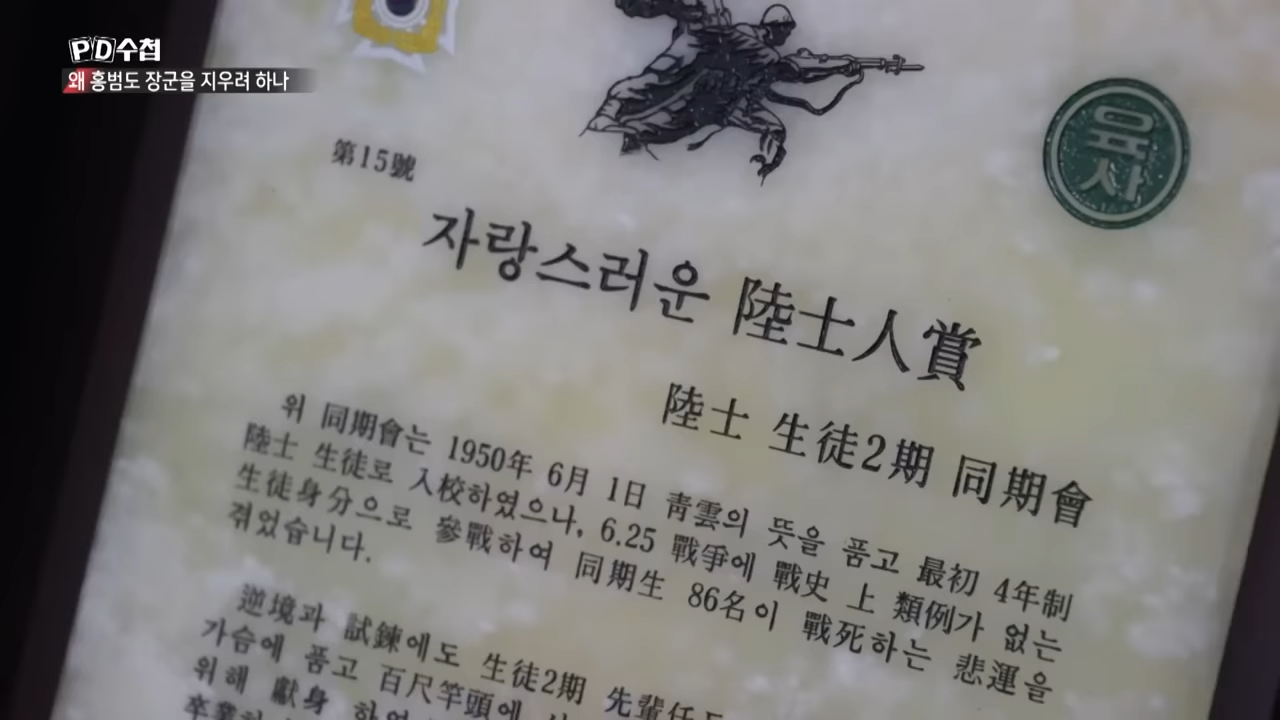 PD수첩
왜 홍범도 장군을 지우려 하나
육사
第15號
자랑스러운 陸士人賞
陸士 生徒2期 同期會
위 同期會는 1950年 6月 1日 靑雲의 뜻을 품고 最初 4年制
陸士 生徒로 入校하였으나, 6.25 戰爭에 戰史 上 類例가 없는
生徒身分으로 參戰하여 同期生 86名이 戰死하는 悲運을
겪었습니다.
逆境과 試鍊에도 生徒2期 先輩任
가슴에 품고 百尺竿頭에
위해 獻身